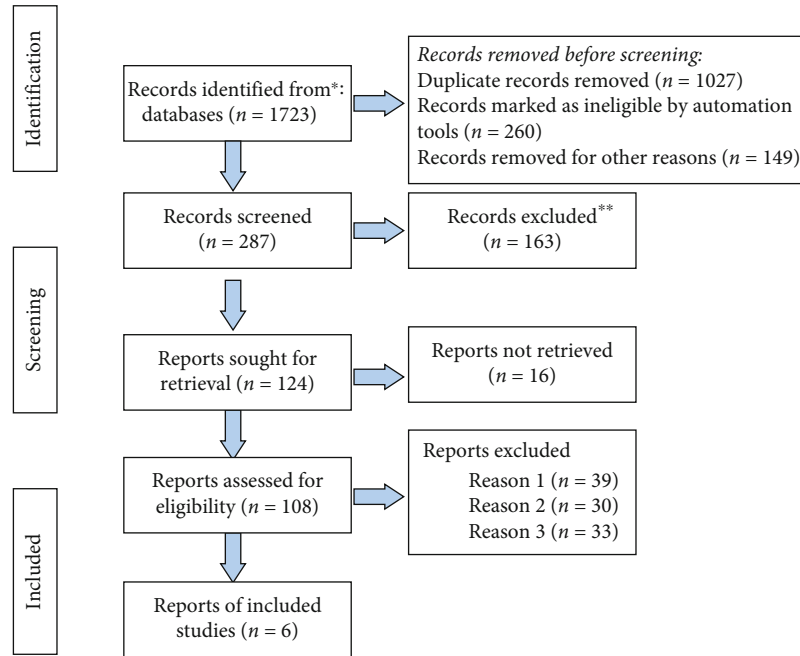 Identification
Records identified from*:
databases (n = 1723)
Records removed before screening:
Duplicate records removed (n = 1027)
Records marked as ineligible by automation
tools (n = 260)
Records removed for other reasons (n = 149)
Screening
Records screened
(n = 287)
Records excluded**
(n = 163)
Reports sought for
retrieval (n = 124)
Reports not retrieved
(n = 16)
Reports assessed for
eligibility (n = 108)
Reports excluded
Reason 1 (n = 39)
Reason 2 (n = 30)
Reason 3 (n = 33)
Included
Reports of included
studies (n = 6)